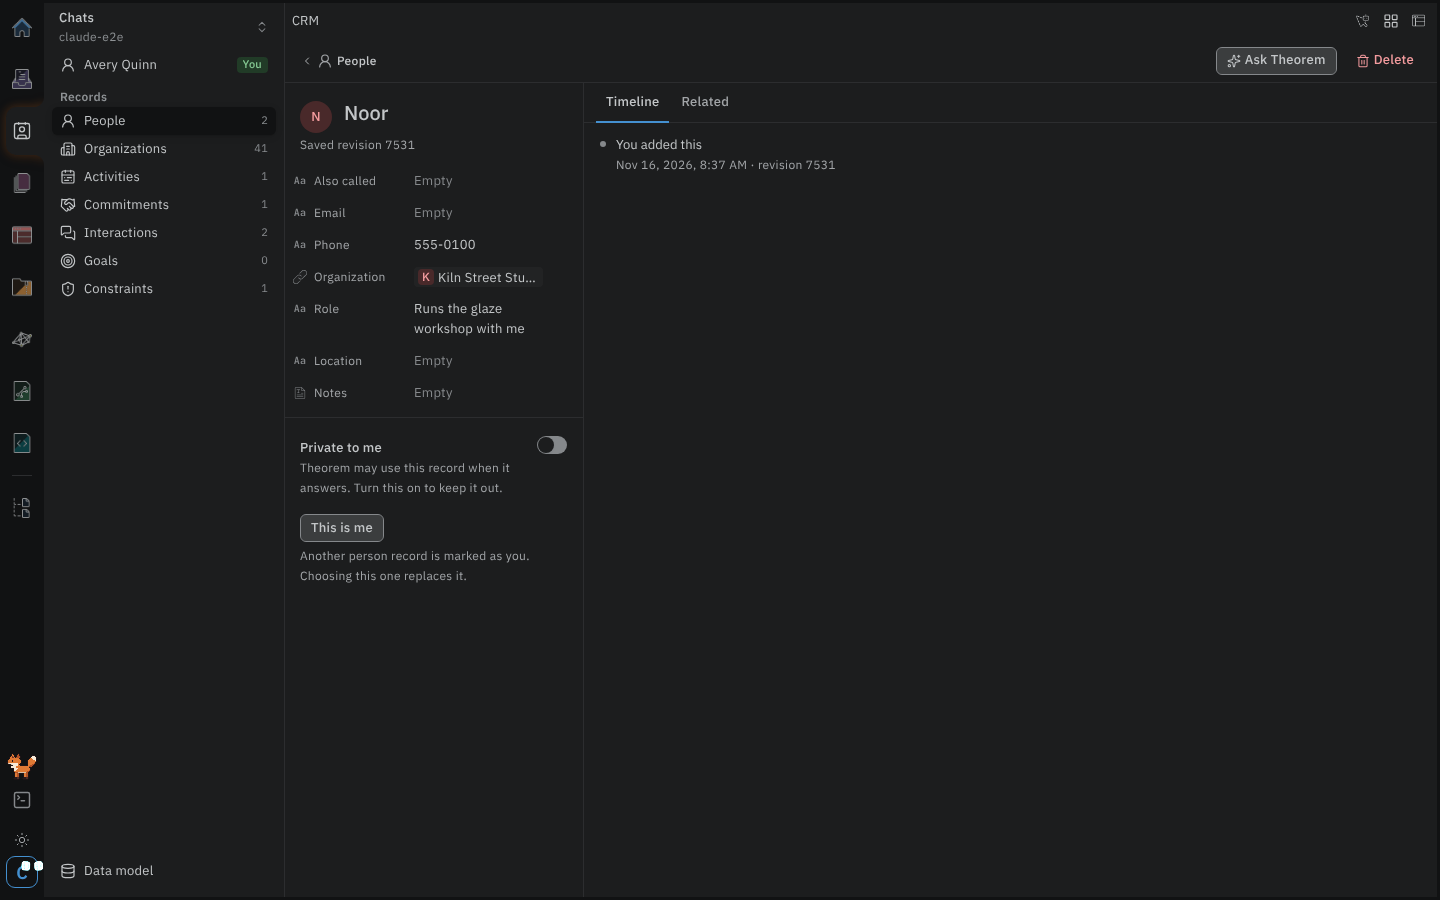 Chats
claude-e2e
Avery Quinn
You
Records
People 2
Organizations 41
Activities 1
Commitments 1
Interactions 2
Goals 0
Constraints 1
Data model
CRM
People
Ask Theorem
Delete
N
Noor
Saved revision 7531
Aa Also called Empty
Aa Email Empty
Aa Phone 555-0100
Organization K Kiln Street Stu...
Aa Role Runs the glaze
workshop with me
Aa Location Empty
Notes Empty
Private to me
Theorem may use this record when it
answers. Turn this on to keep it out.
This is me
Another person record is marked as you.
Choosing this one replaces it.
Timeline
Related
You added this
Nov 16, 2026, 8:37 AM · revision 7531
C